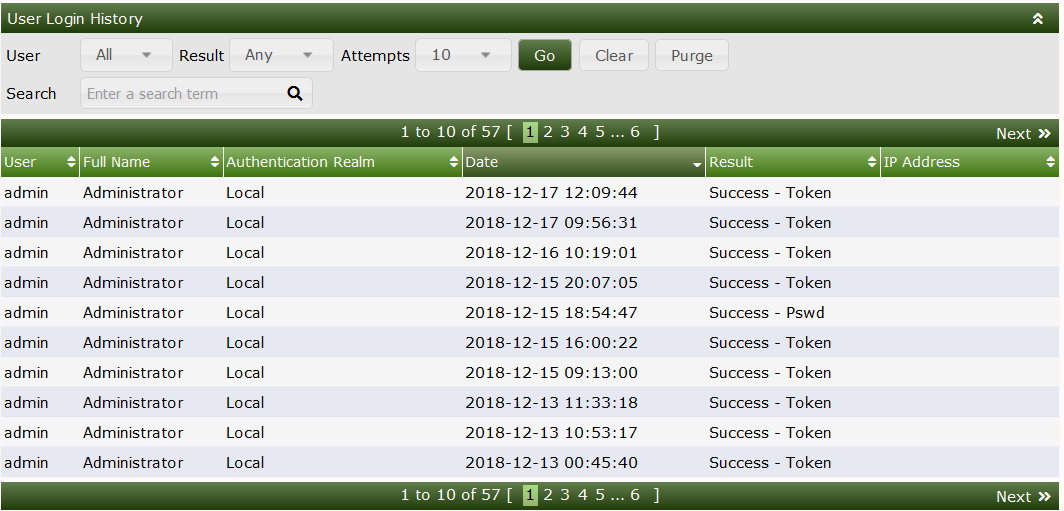 User Login History
User All Result Any Attempts 10 Go Clear Purge
Search Enter a search term
1 to 10 of 57 [ 1 2 3 4 5 ... 6 ] Next »
User Full Name Authentication Realm Date Result IP Address
admin Administrator Local 2018-12-17 12:09:44 Success - Token
admin Administrator Local 2018-12-17 09:56:31 Success - Token
admin Administrator Local 2018-12-16 10:19:01 Success - Token
admin Administrator Local 2018-12-15 20:07:05 Success - Token
admin Administrator Local 2018-12-15 18:54:47 Success - Pswd
admin Administrator Local 2018-12-15 16:00:22 Success - Token
admin Administrator Local 2018-12-15 09:13:00 Success - Token
admin Administrator Local 2018-12-13 11:33:18 Success - Token
admin Administrator Local 2018-12-13 10:53:17 Success - Token
admin Administrator Local 2018-12-13 00:45:40 Success - Token
1 to 10 of 57 [ 1 2 3 4 5 ... 6 ] Next »